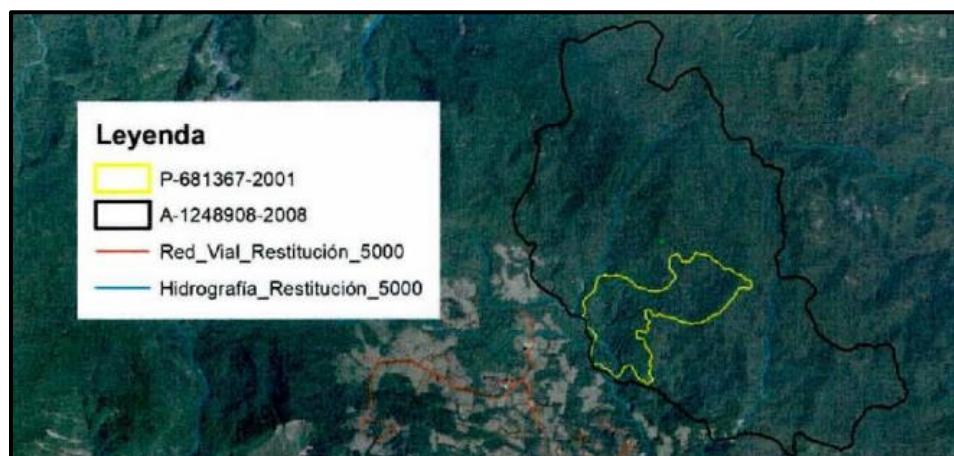 Leyenda
P-681367-2001
A-1248908-2008
Red_Vial_Restitución_5000
Hidrografía_Restitución_5000